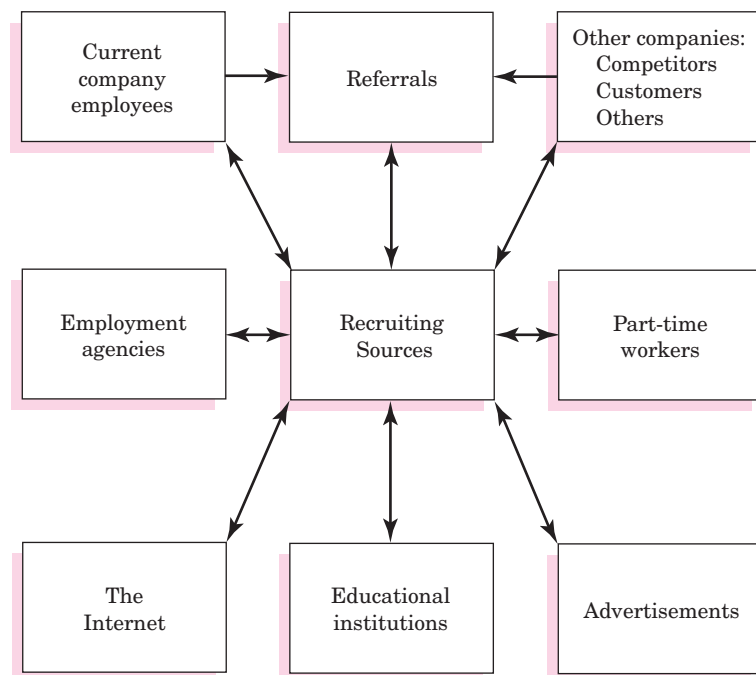 Current
company
employees
Referrals
Other companies:
Competitors
Customers
Others
Employment
agencies
Recruiting
Sources
Part-time
workers
The
Internet
Educational
institutions
Advertisements